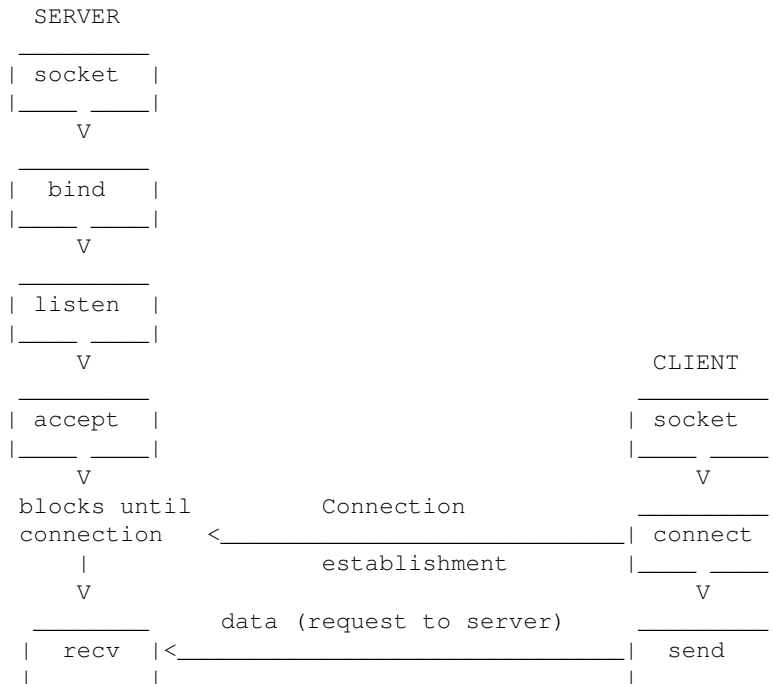 SERVER
socket
V
bind
V
listen
V CLIENT
accept socket
V V
blocks until Connection
connection < connect
establishment
V V
data (request to server)
recv < send